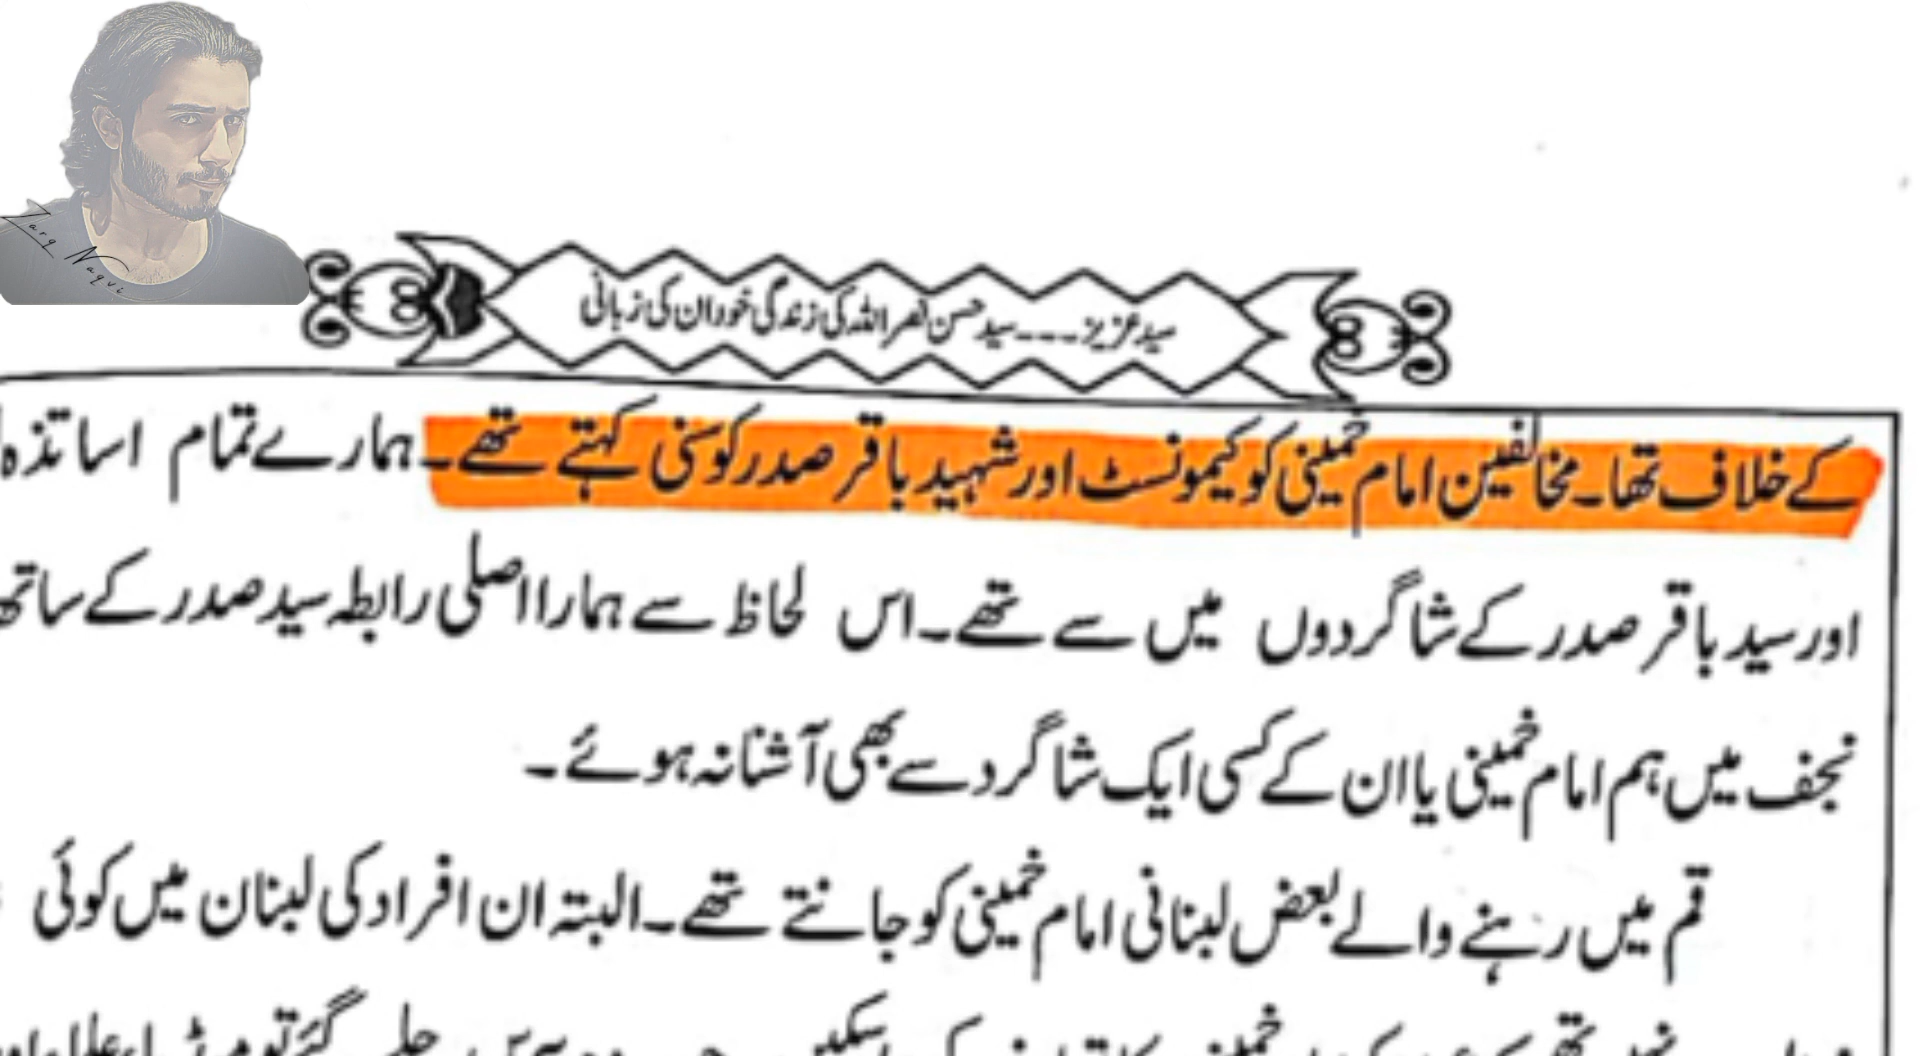 Zarq Naqvi
سید عزیز۔۔۔۔سید حسن نصر اللہ کی زندگی خود ان کی زبانی
کے خلاف تھا۔ مخالفین امام خمینی کو کیمونسٹ اور شہید باقر صدر کو سنی کہتے تھے۔ ہمارے تمام اساتذہ
اور سید باقر صدر کے شاگردوں میں سے تھے۔ اس لحاظ سے ہمارا اصلی رابطہ سید صدر کے ساتھ
نجف میں ہم امام خمینی یا ان کے کسی ایک شاگرد سے بھی آشنا نہ ہوئے۔
قم میں رہنے والے بعض لبنانی امام خمینی کو جانتے تھے۔ البتہ ان افراد کی لبنان میں کوئی